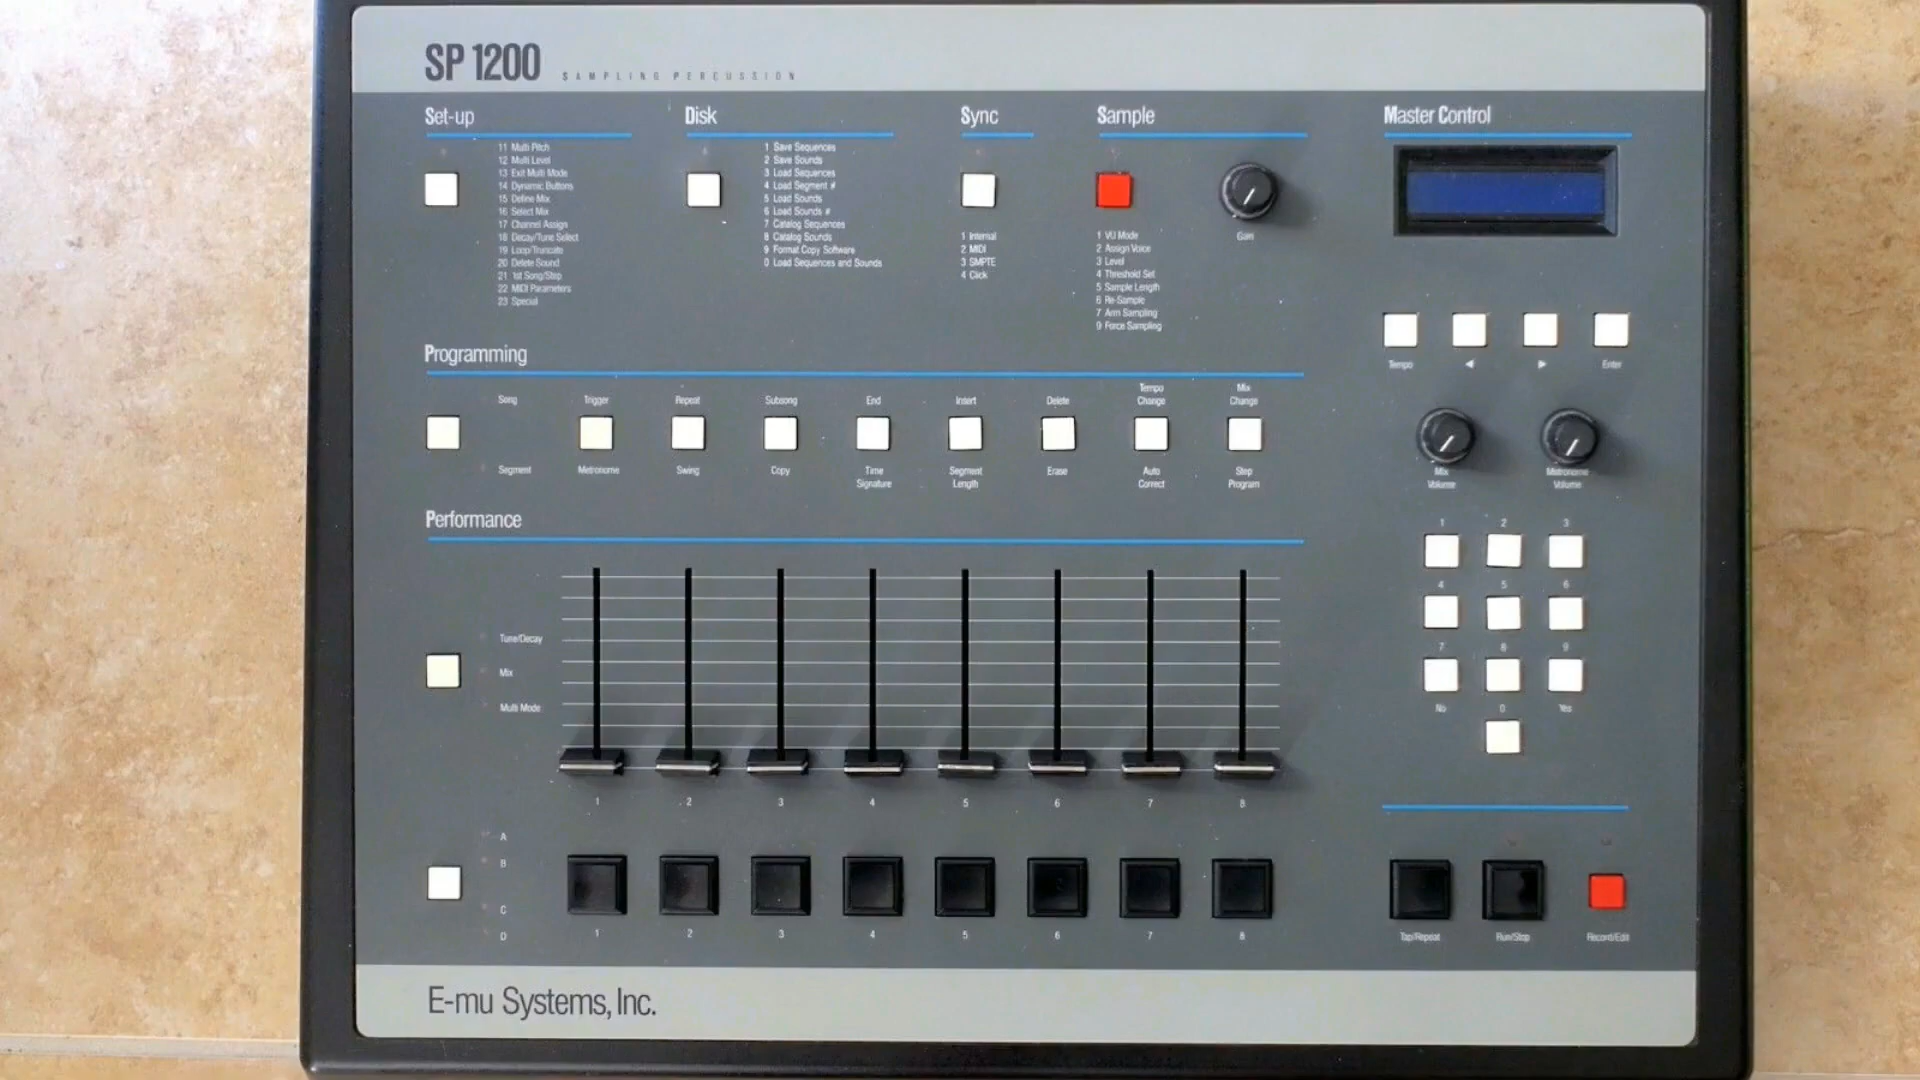 SP 1200 SAMPLING PERCUSSION
Set-up
11 Multi Pitch
12 Multi Level
13 Exit Multi Mode
14 Dynamic Buttons
15 Define Mix
16 Select Mix
17 Channel Assign
18 Decay/Tune Select
19 Loop/Truncate
20 Delete Sound
21 1st Song/Step
22 MIDI Parameters
23 Special
Disk
1 Save Sequences
2 Save Sounds
3 Load Sequences
4 Load Segment #
5 Load Sounds
6 Load Sounds #
7 Catalog Sequences
8 Catalog Sounds
9 Format Copy Software
0 Load Sequences and Sounds
Sync
1 Internal
2 MIDI
3 SMPTE
4 Click
Sample
Gain
1 VU Mode
2 Assign Voice
3 Level
4 Threshold Set
5 Sample Length
6 Re-Sample
7 Arm Sampling
9 Force Sampling
Master Control
Tempo ◀ ▶ Enter
Mix Volume
Metronome Volume
1 2 3
4 5 6
7 8 9
No 0 Yes
Programming
Song Trigger Repeat Subsong End Insert Delete Tempo Change Mix Change
Segment Metronome Swing Copy Time Signature Segment Length Erase Auto Correct Step Program
Performance
Tune/Decay
Mix
Multi Mode
1 2 3 4 5 6 7 8
A
B
C
D
1 2 3 4 5 6 7 8
Tap/Repeat Run/Stop Record/Edit
E-mu Systems, Inc.